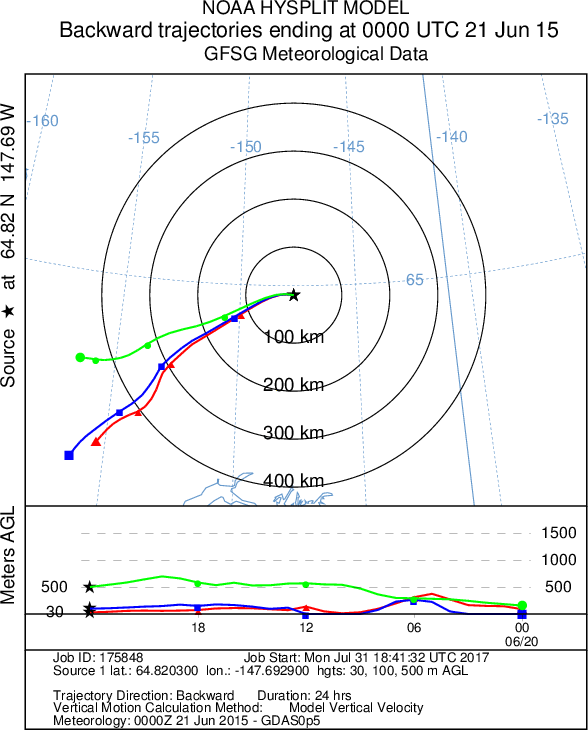 NOAA HYSPLIT MODEL
Backward trajectories ending at 0000 UTC 21 Jun 15
GFSG Meteorological Data
Source ★ at 64.82 N 147.69 W
-160
-155
-150
-145
-140
-135
65
100 km
200 km
300 km
400 km
Meters AGL
1500
1000
500 500
30
18 12 06 00
06/20
Job ID: 175848 Job Start: Mon Jul 31 18:41:32 UTC 2017
Source 1 lat.: 64.820300 lon.: -147.692900 hgts: 30, 100, 500 m AGL
Trajectory Direction: Backward Duration: 24 hrs
Vertical Motion Calculation Method: Model Vertical Velocity
Meteorology: 0000Z 21 Jun 2015 - GDAS0p5